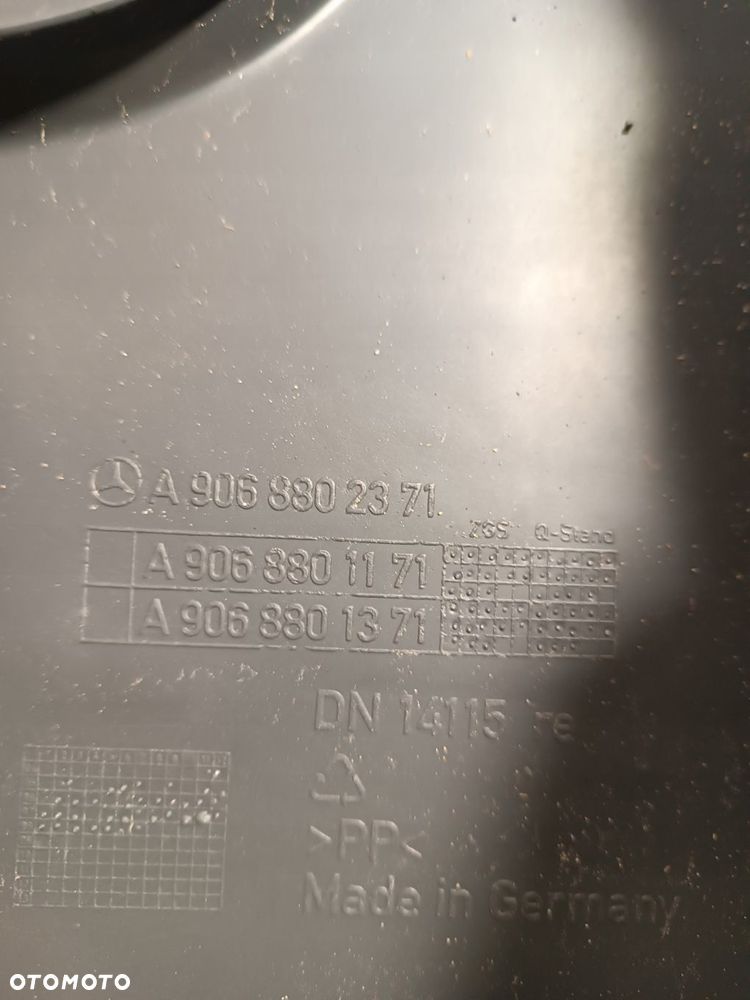 A 906 880 23 71
ZGS Q-Stand
A 906 880 11 71
A 906 880 13 71
DN 14115 re
>PP<
Made in Germany
OTOMOTO